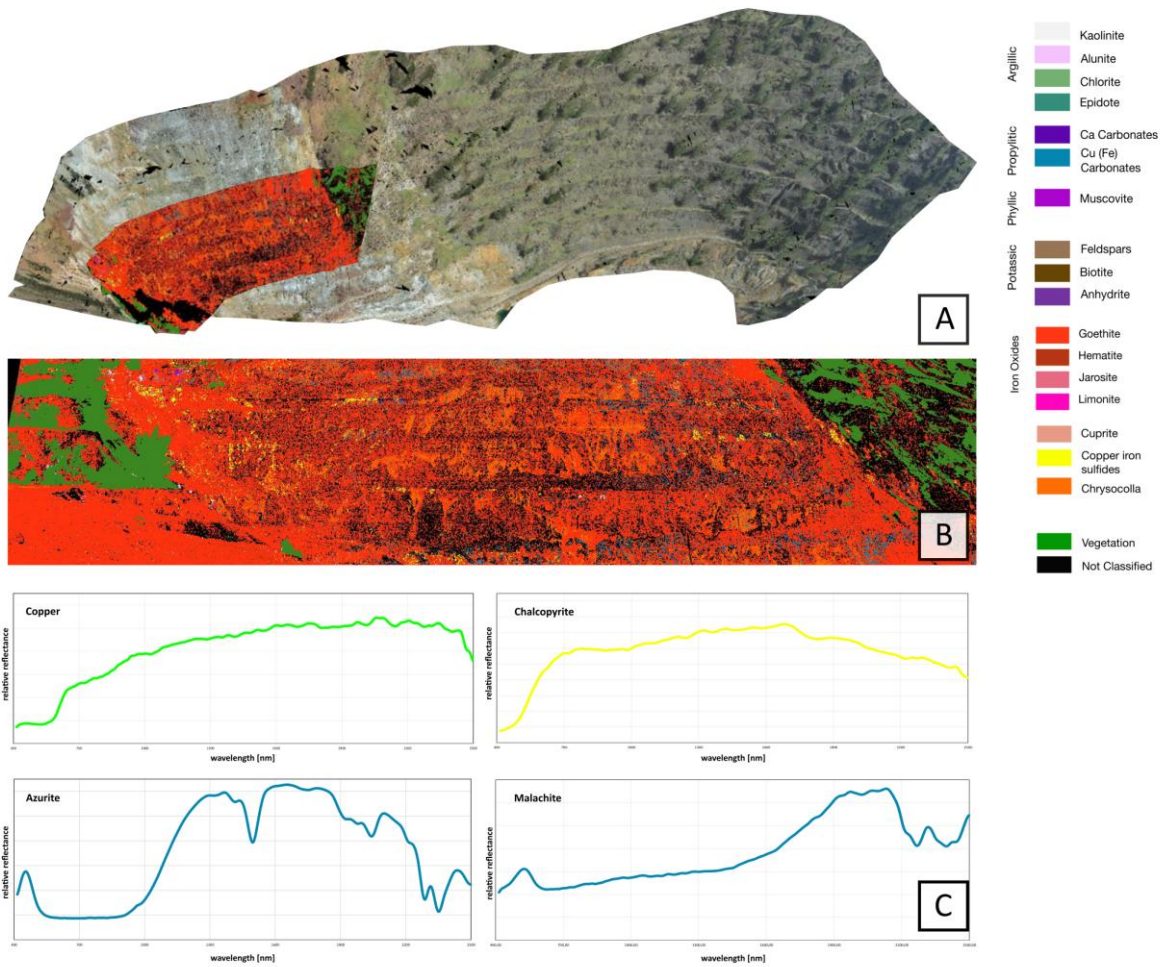 Argillic
Kaolinite
Alunite
Chlorite
Epidote
Propylitic
Ca Carbonates
Cu (Fe)
Carbonates
Phyllic
Muscovite
Potassic
Feldspars
Biotite
Anhydrite
Iron Oxides
Goethite
Hematite
Jarosite
Limonite
Cuprite
Copper iron
sulfides
Chrysocolla
Vegetation
Not Classified
A
B
Copper
relative reflectance
wavelength [nm]
Chalcopyrite
relative reflectance
wavelength [nm]
Azurite
relative reflectance
wavelength [nm]
Malachite
relative reflectance
wavelength [nm]
C